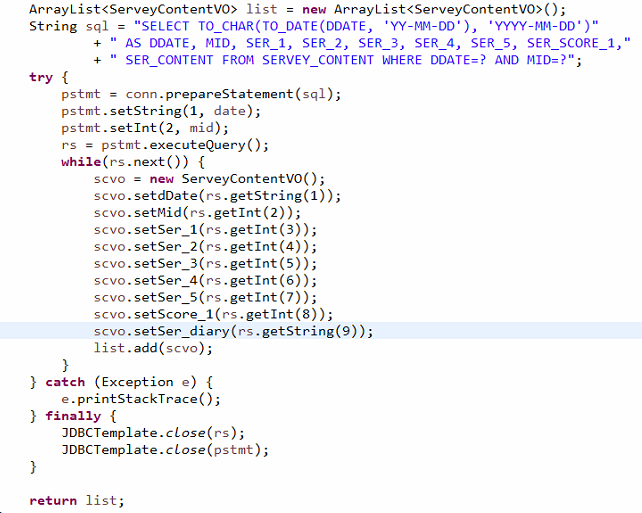 ArrayList<ServeyContentVO> list = new ArrayList<ServeyContentVO>();
String sql = "SELECT TO_CHAR(TO_DATE(DDATE, 'YY-MM-DD'), 'YYYY-MM-DD')"
+ " AS DDATE, MID, SER_1, SER_2, SER_3, SER_4, SER_5, SER_SCORE_1,"
+ " SER_CONTENT FROM SERVEY_CONTENT WHERE DDATE=? AND MID=?";
try {
pstmt = conn.prepareStatement(sql);
pstmt.setString(1, date);
pstmt.setInt(2, mid);
rs = pstmt.executeQuery();
while(rs.next()) {
scvo = new ServeyContentVO();
scvo.setdDate(rs.getString(1));
scvo.setMid(rs.getInt(2));
scvo.setSer_1(rs.getInt(3));
scvo.setSer_2(rs.getInt(4));
scvo.setSer_3(rs.getInt(5));
scvo.setSer_4(rs.getInt(6));
scvo.setSer_5(rs.getInt(7));
scvo.setScore_1(rs.getInt(8));
scvo.setSer_diary(rs.getString(9));
list.add(scvo);
}
} catch (Exception e) {
e.printStackTrace();
} finally {
JDBCTemplate.close(rs);
JDBCTemplate.close(pstmt);
}
return list;